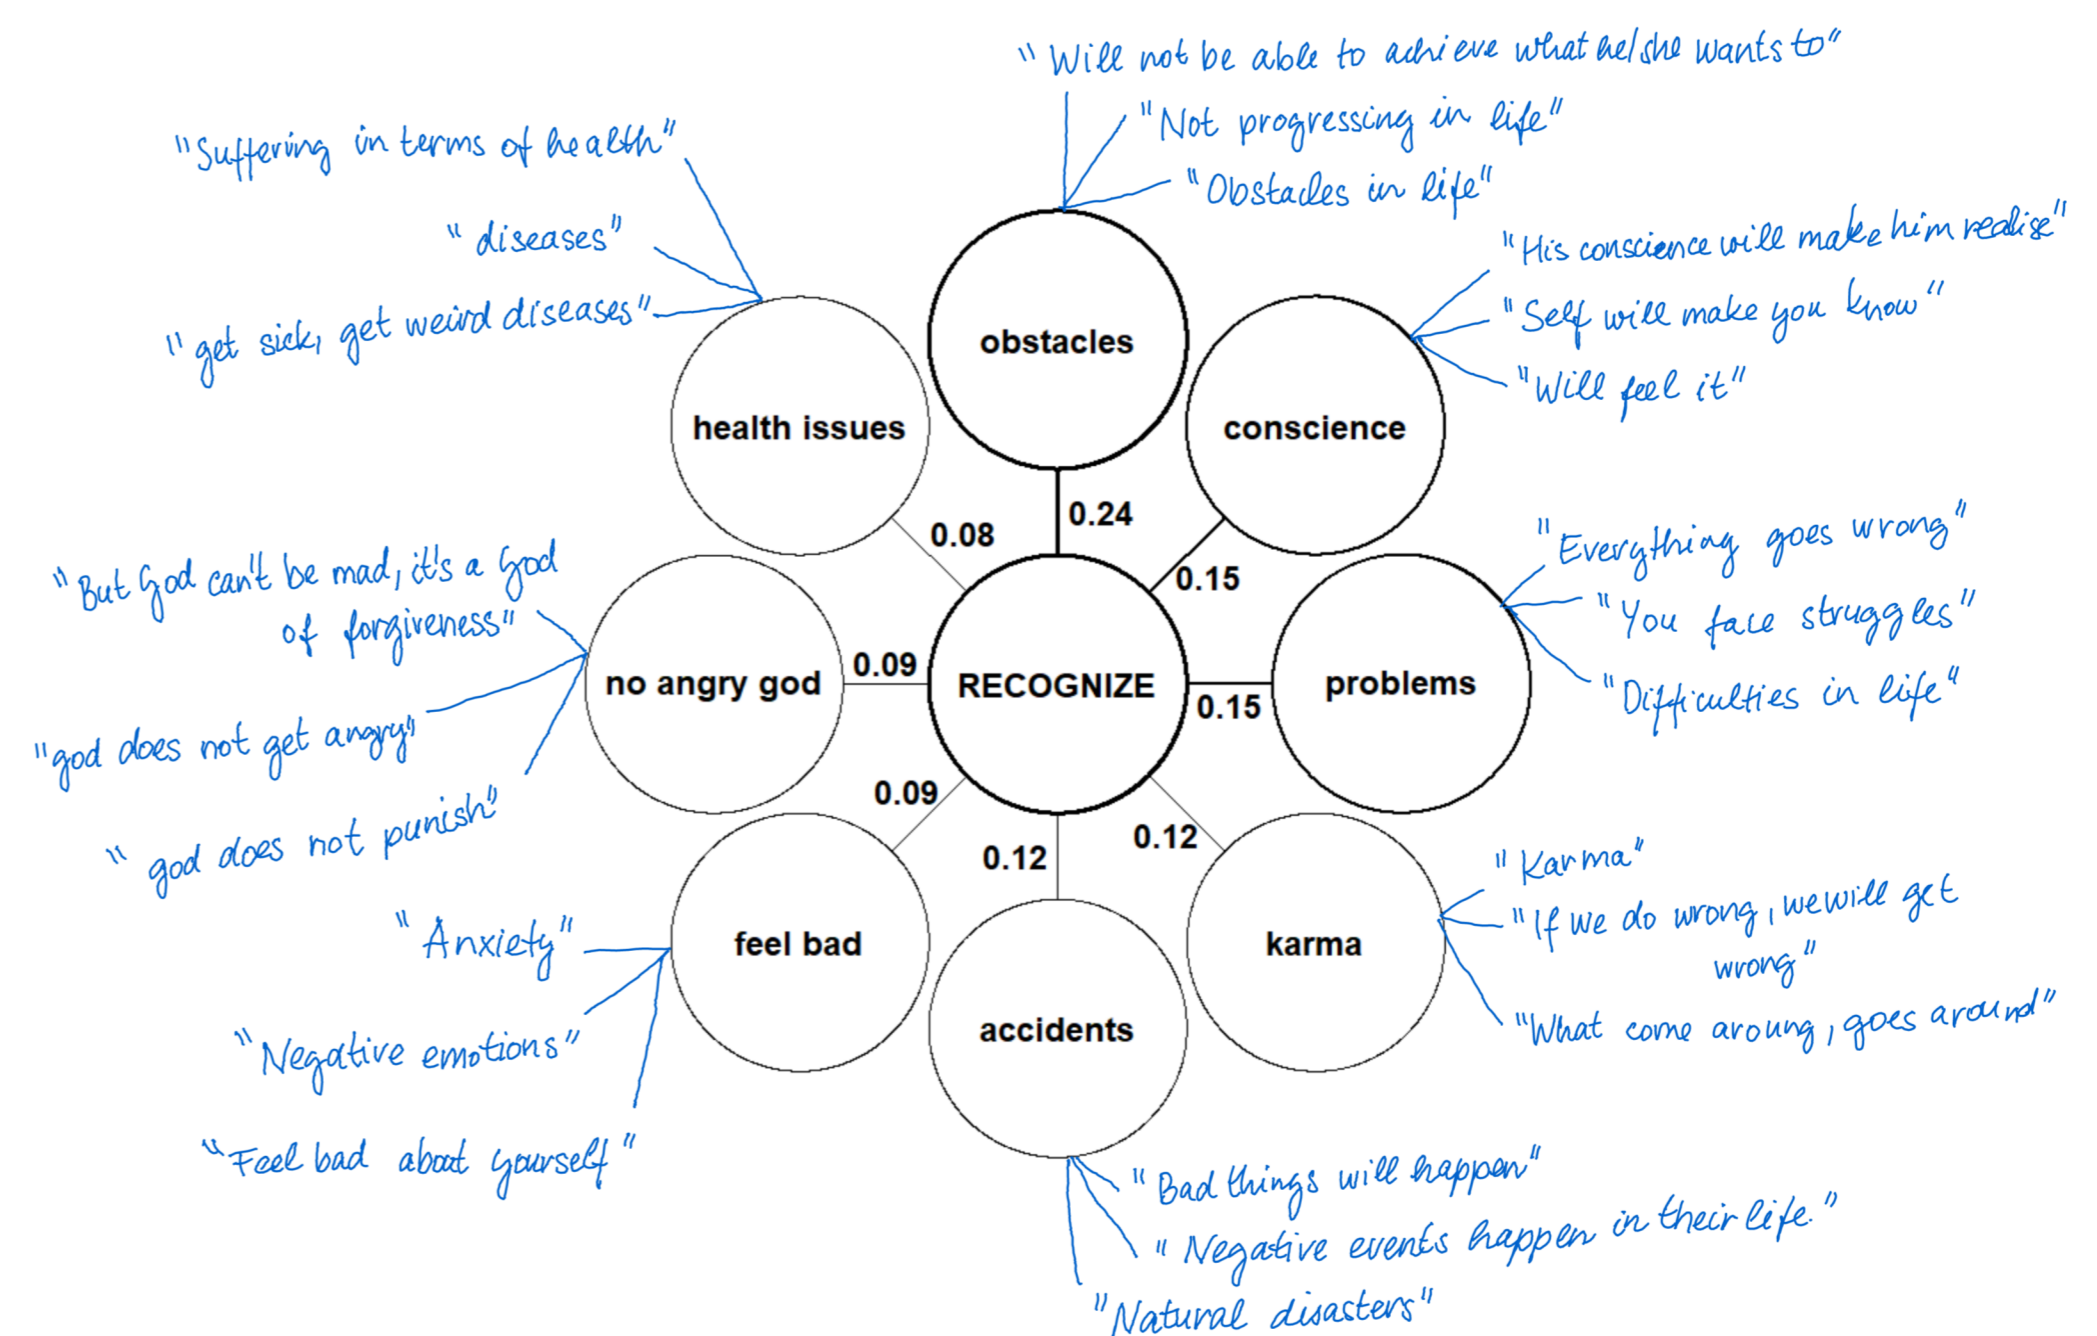 "Will not be able to achieve what he/she wants to"
"Not progressing in life"
"Obstacles in life"
"Suffering in terms of health"
"diseases"
"get sick, get weird diseases"
"His conscience will make him realise"
"Self will make you know"
"Will feel it"
obstacles
health issues
conscience
0.24
0.08
0.15
"Everything goes wrong"
"You face struggles"
"Difficulties in life"
"But God can't be mad, it's a God
of forgiveness"
"god does not get angry"
"god does not punish"
no angry god
0.09
RECOGNIZE
0.15
problems
0.09
0.12
0.12
"Anxiety"
"Negative emotions"
"Feel bad about yourself"
feel bad
accidents
karma
"Karma"
"If we do wrong, we will get
wrong"
"What come aroung, goes around"
"Bad things will happen"
"Negative events happen in their life."
"Natural disasters"